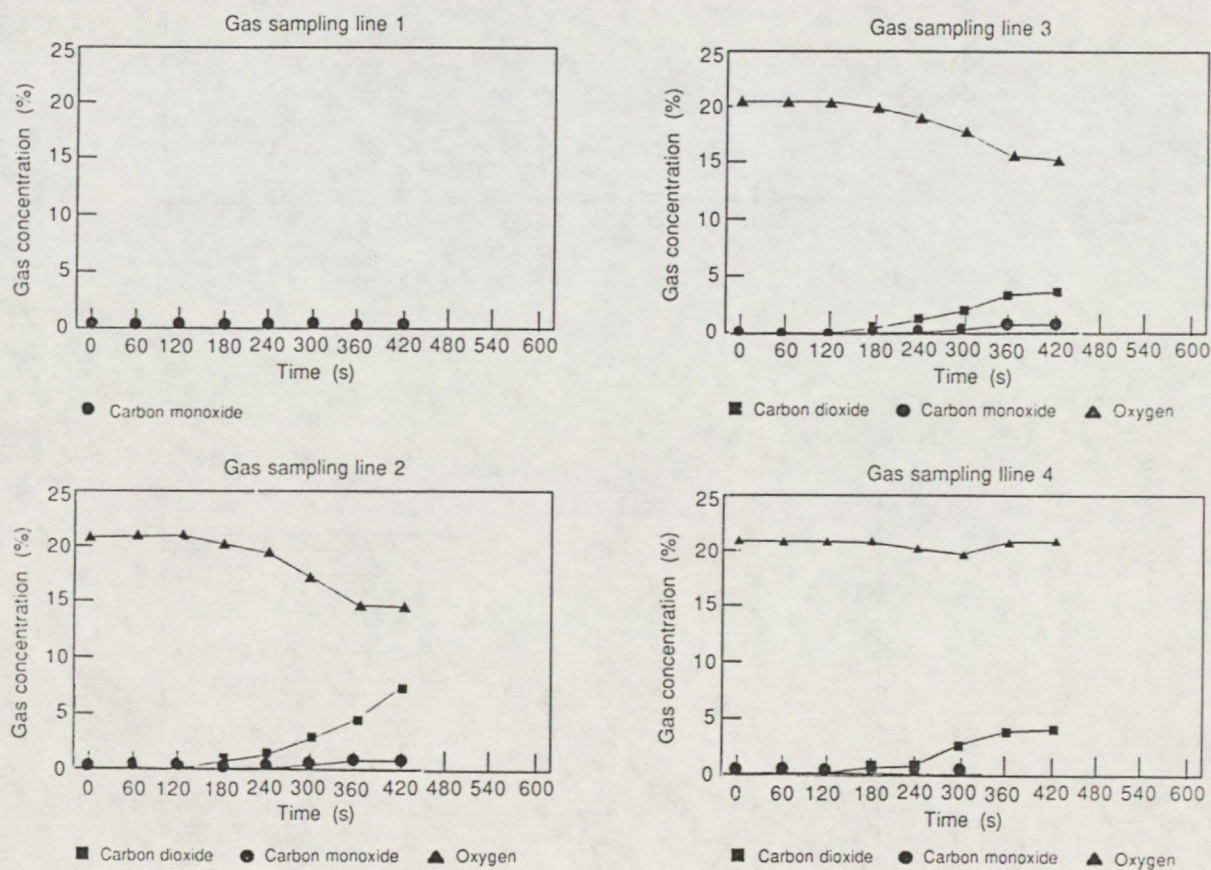 Gas sampling line 1
Gas concentration (%)
25
20
15
10
5
0
0 60 120 180 240 300 360 420 480 540 600
Time (s)
Carbon monoxide
Gas sampling line 3
Gas concentration (%)
25
20
15
10
5
0
0 60 120 180 240 300 360 420 480 540 600
Time (s)
Carbon dioxide Carbon monoxide Oxygen
Gas sampling line 2
Gas concentration (%)
25
20
15
10
5
0
0 60 120 180 240 300 360 420 480 540 600
Time (s)
Carbon dioxide Carbon monoxide Oxygen
Gas sampling lline 4
Gas concentration (%)
25
20
15
10
5
0
0 60 120 180 240 300 360 420 480 540 600
Time (s)
Carbon dioxide Carbon monoxide Oxygen